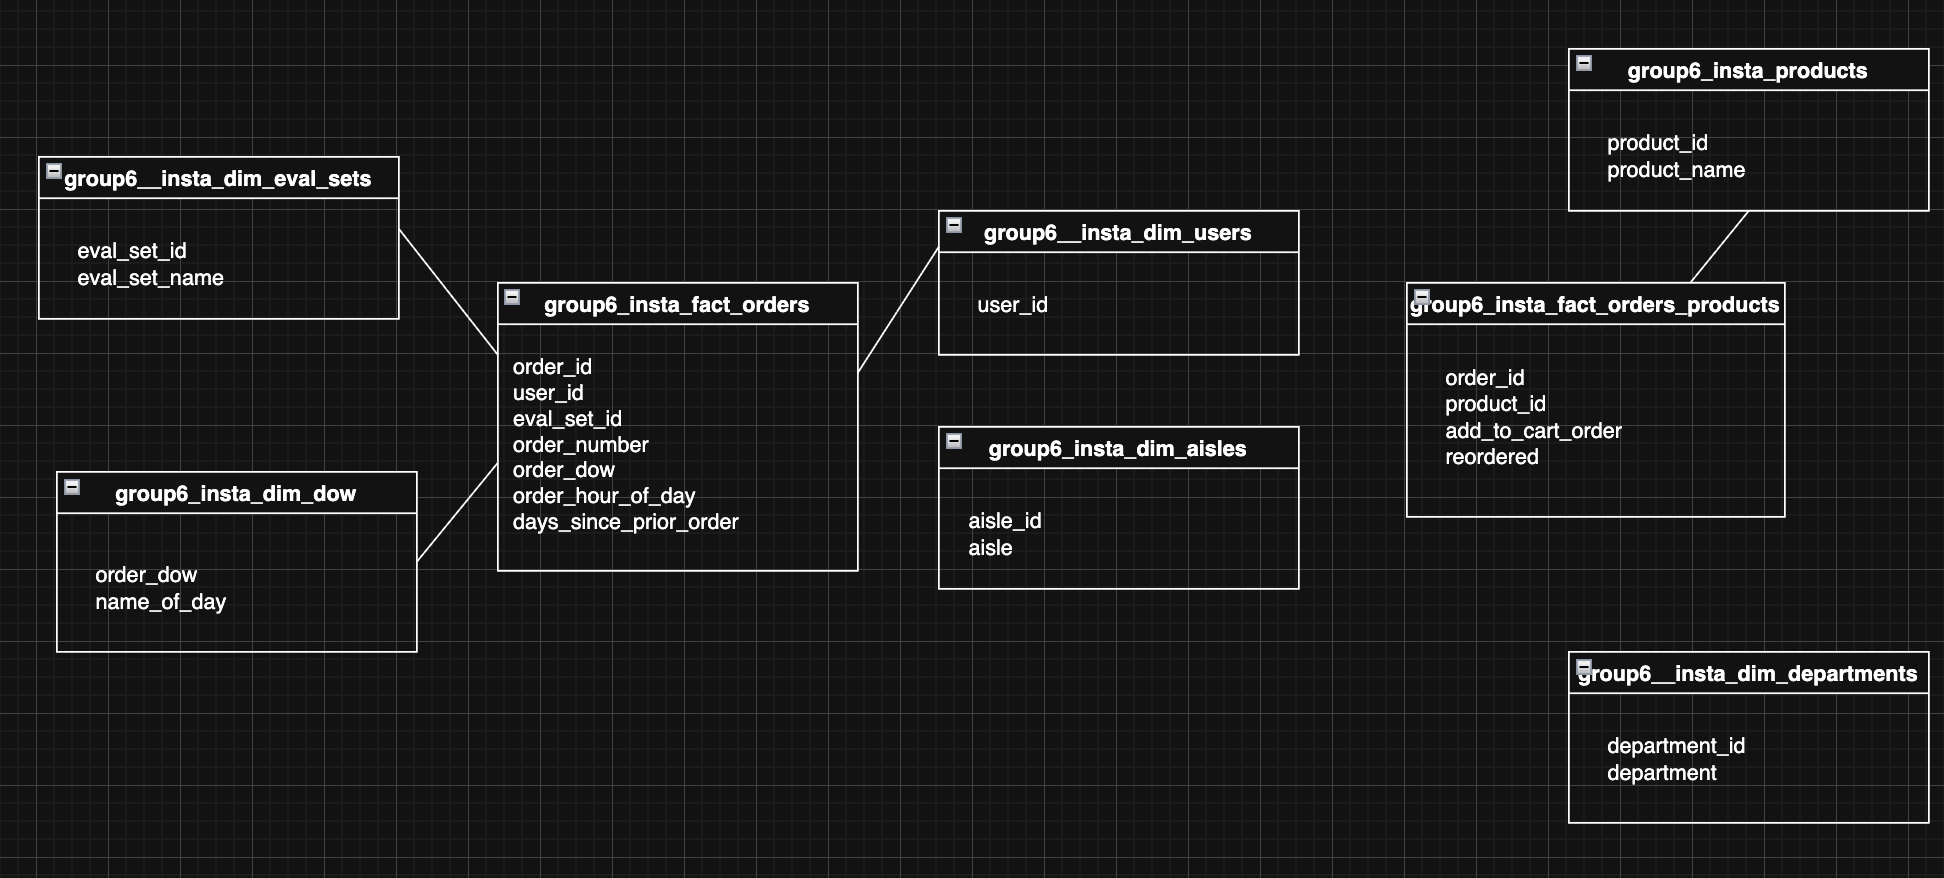 group6__insta_dim_eval_sets
eval_set_id
eval_set_name
group6_insta_dim_dow
order_dow
name_of_day
group6_insta_fact_orders
order_id
user_id
eval_set_id
order_number
order_dow
order_hour_of_day
days_since_prior_order
group6__insta_dim_users
user_id
group6_insta_dim_aisles
aisle_id
aisle
group6_insta_products
product_id
product_name
group6_insta_fact_orders_products
order_id
product_id
add_to_cart_order
reordered
group6__insta_dim_departments
department_id
department